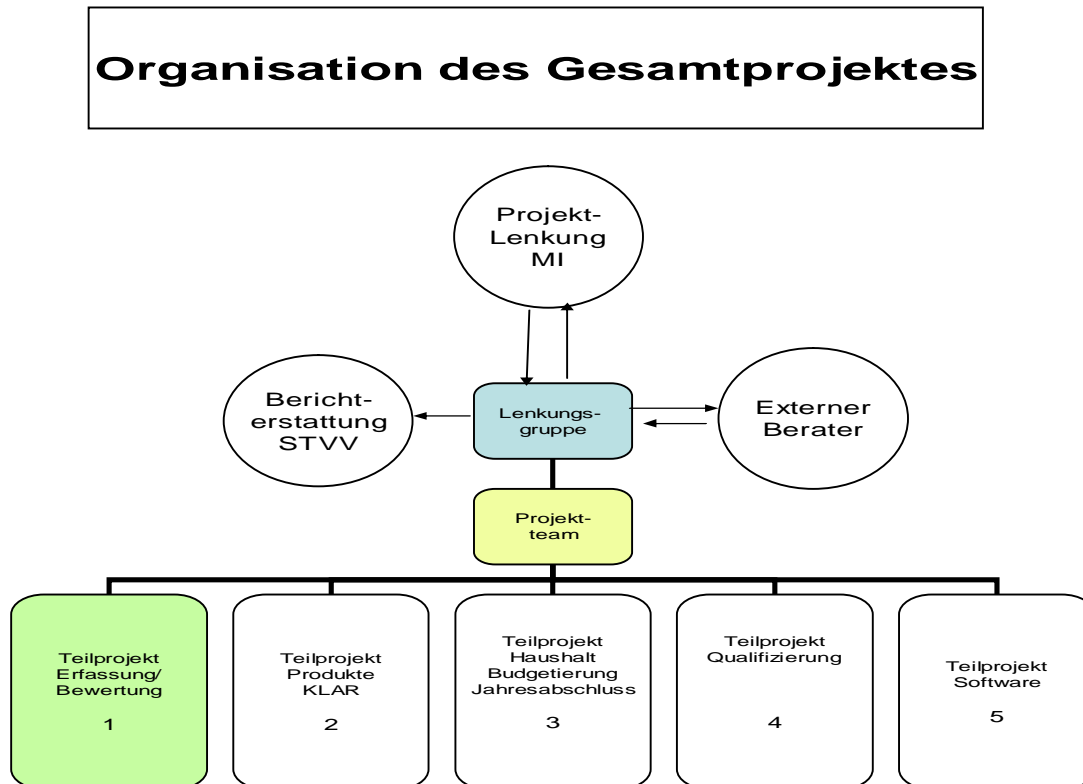 Organisation des Gesamtprojektes
Projekt-
Lenkung
MI
Bericht-
erstattung
STVV
Lenkungs-
gruppe
Externer
Berater
Projekt-
team
Teilprojekt
Erfassung/
Bewertung
1
Teilprojekt
Produkte
KLAR
2
Teilprojekt
Haushalt
Budgetierung
Jahresabschluss
3
Teilprojekt
Qualifizierung
4
Teilprojekt
Software
5